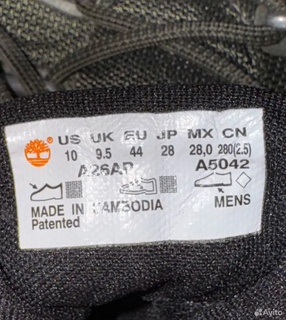 US UK EU JP MX CN
10 9.5 44 28 28,0 280(2.5)
A5042
MADE IN CAMBODIA
Patented
MENS
Avito